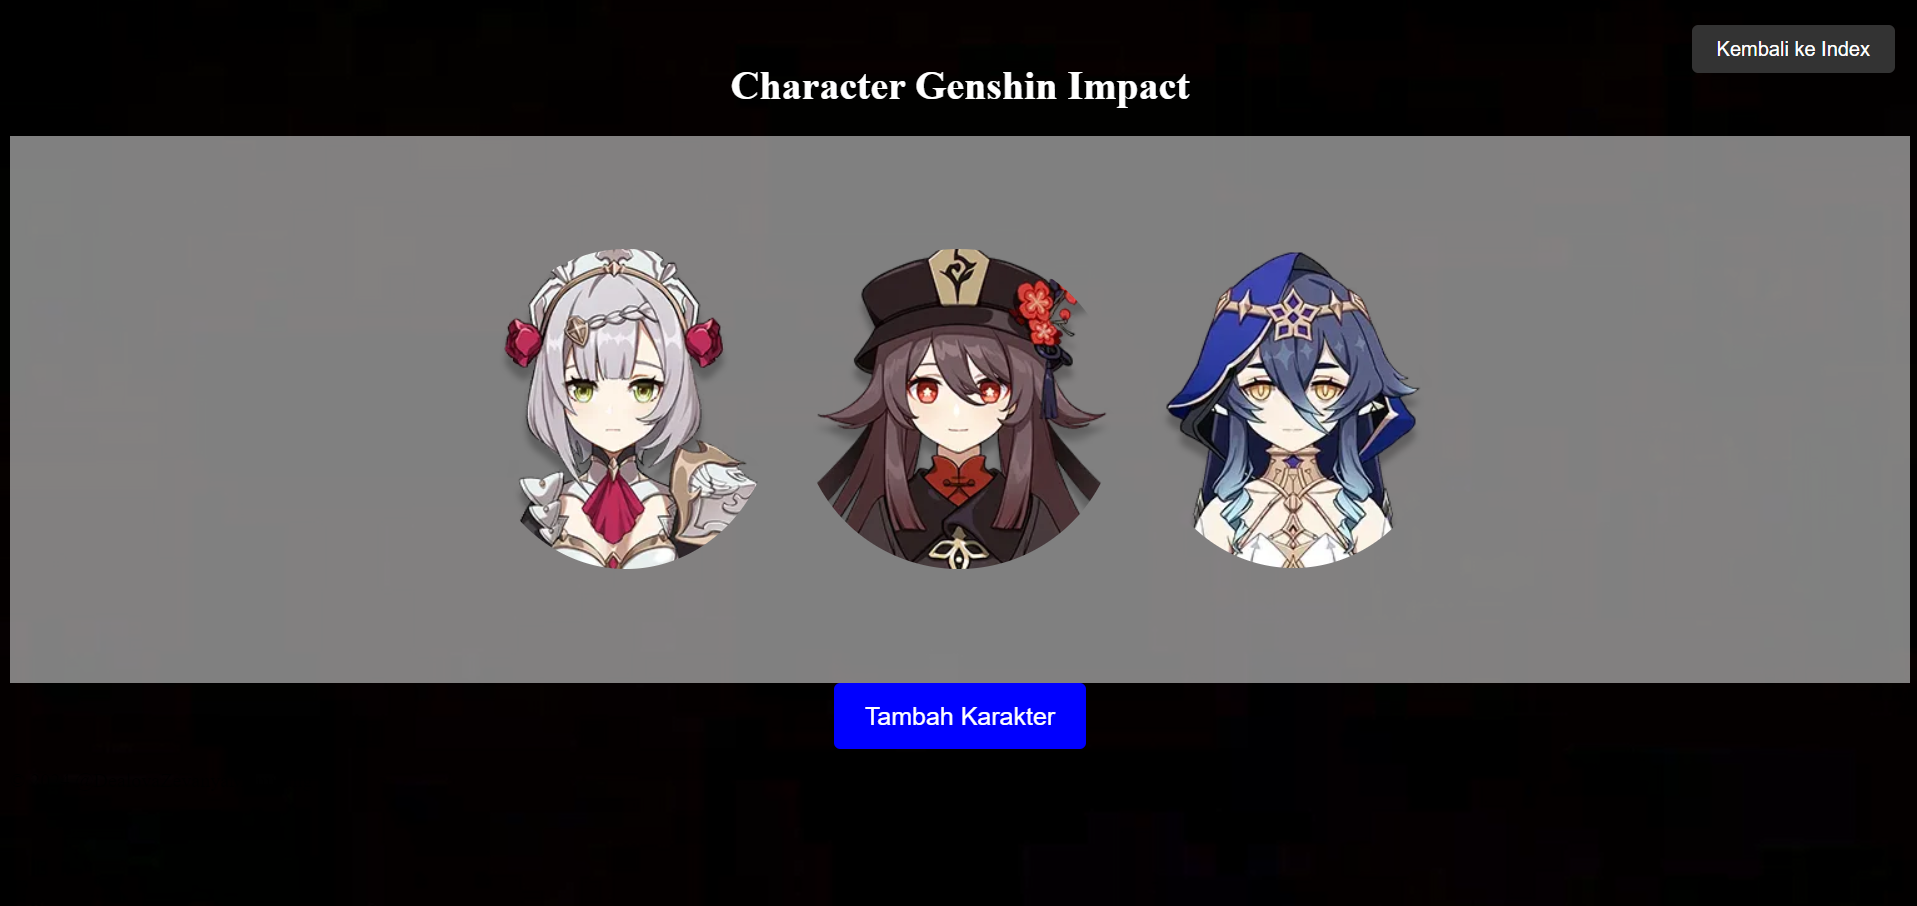 Kembali ke Index
Character Genshin Impact
Tambah Karakter